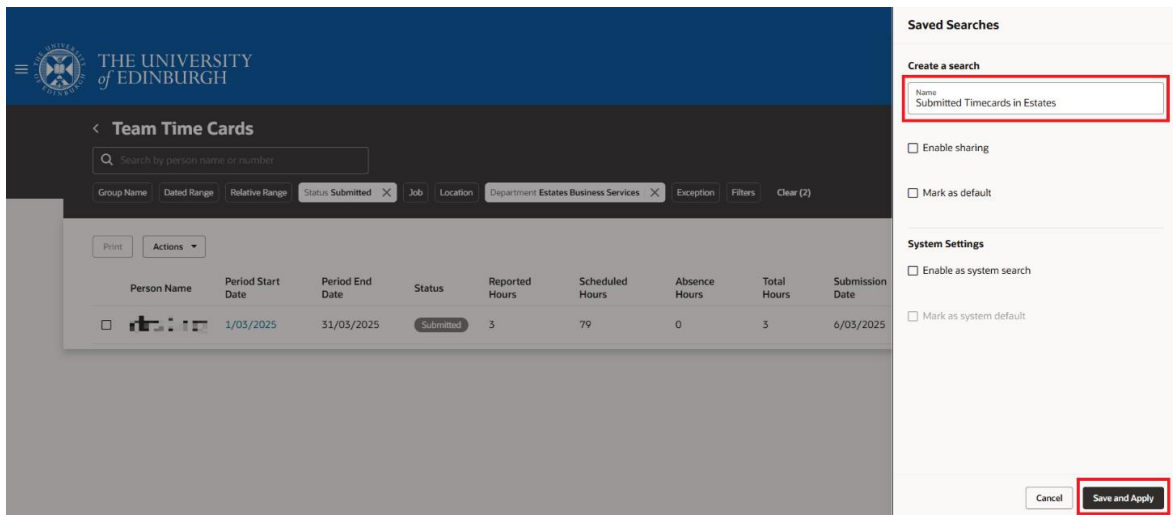 THE UNIVERSITY
of EDINBURGH
EDINBURGH
Team Time Cards
Search by person name or number
Group Name Dated Range Relative Range Status Submitted Job Location Department Estates Business Services Exception Filters Clear (2)
Print Actions
Person Name Period Start Date Period End Date Status Reported Hours Scheduled Hours Absence Hours Total Hours Submission Date
1/03/2025 31/03/2025 Submitted 3 79 0 3 6/03/2025
Saved Searches
Create a search
Name
Submitted Timecards in Estates
Enable sharing
Mark as default
System Settings
Enable as system search
Mark as system default
Cancel Save and Apply